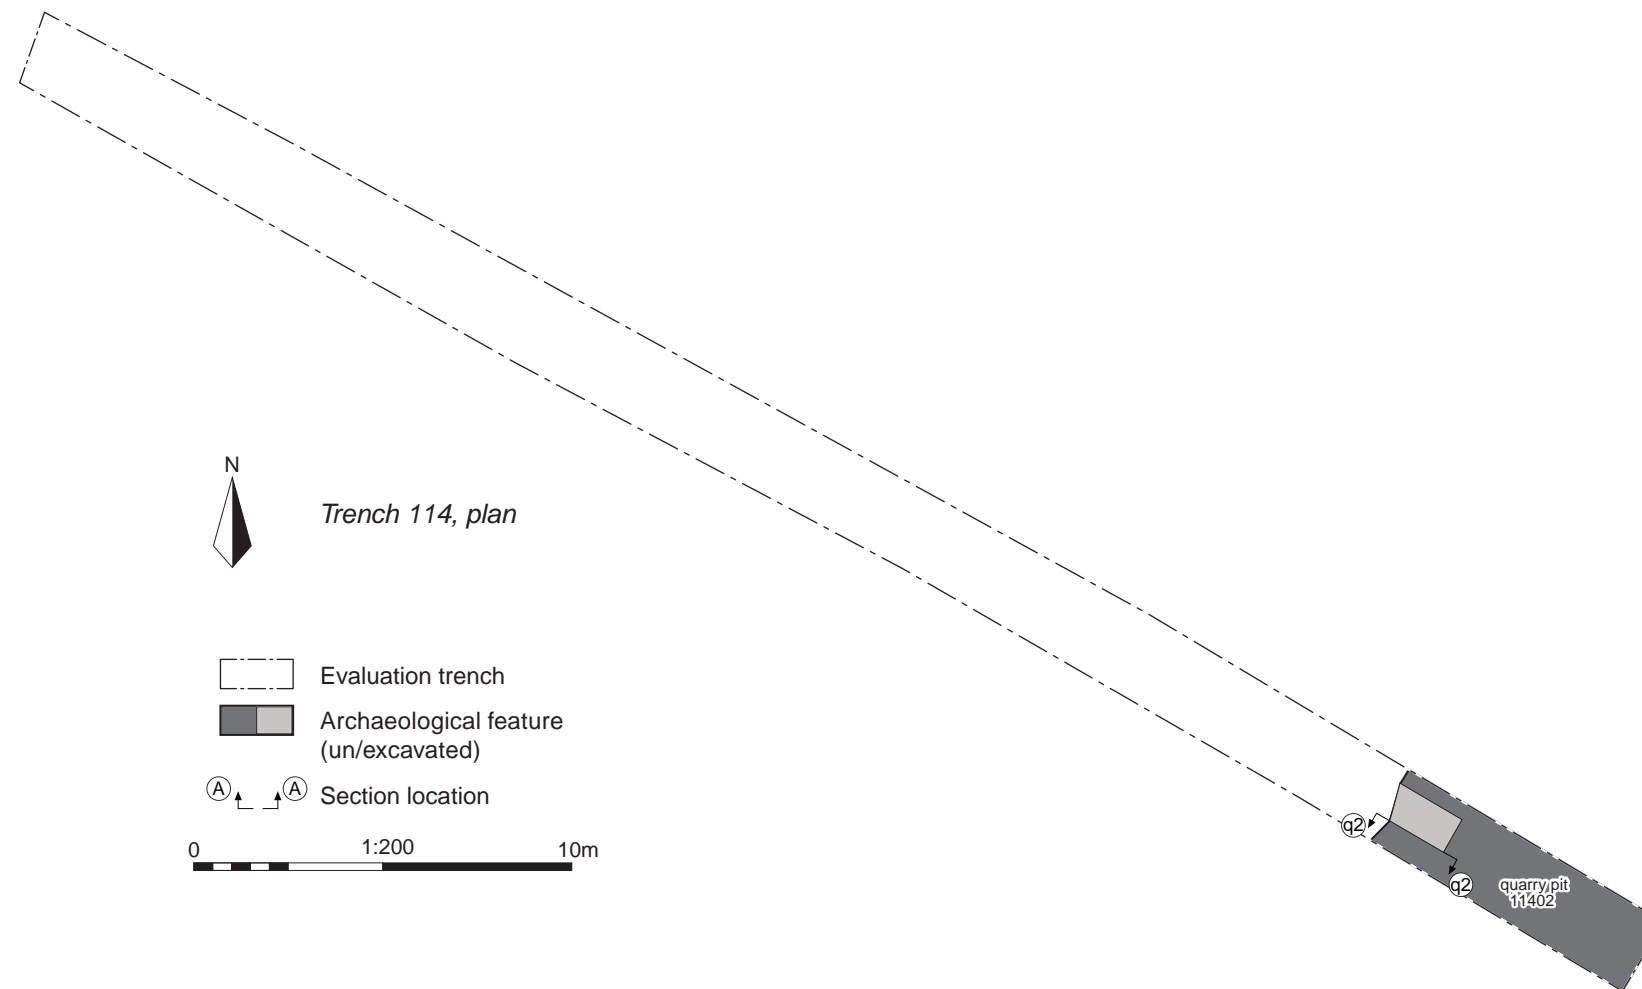 N
Trench 114, plan
Evaluation trench
Archaeological feature
(un/excavated)
A A Section location
0 1:200 10m
q2
q2
quarry pit
11402